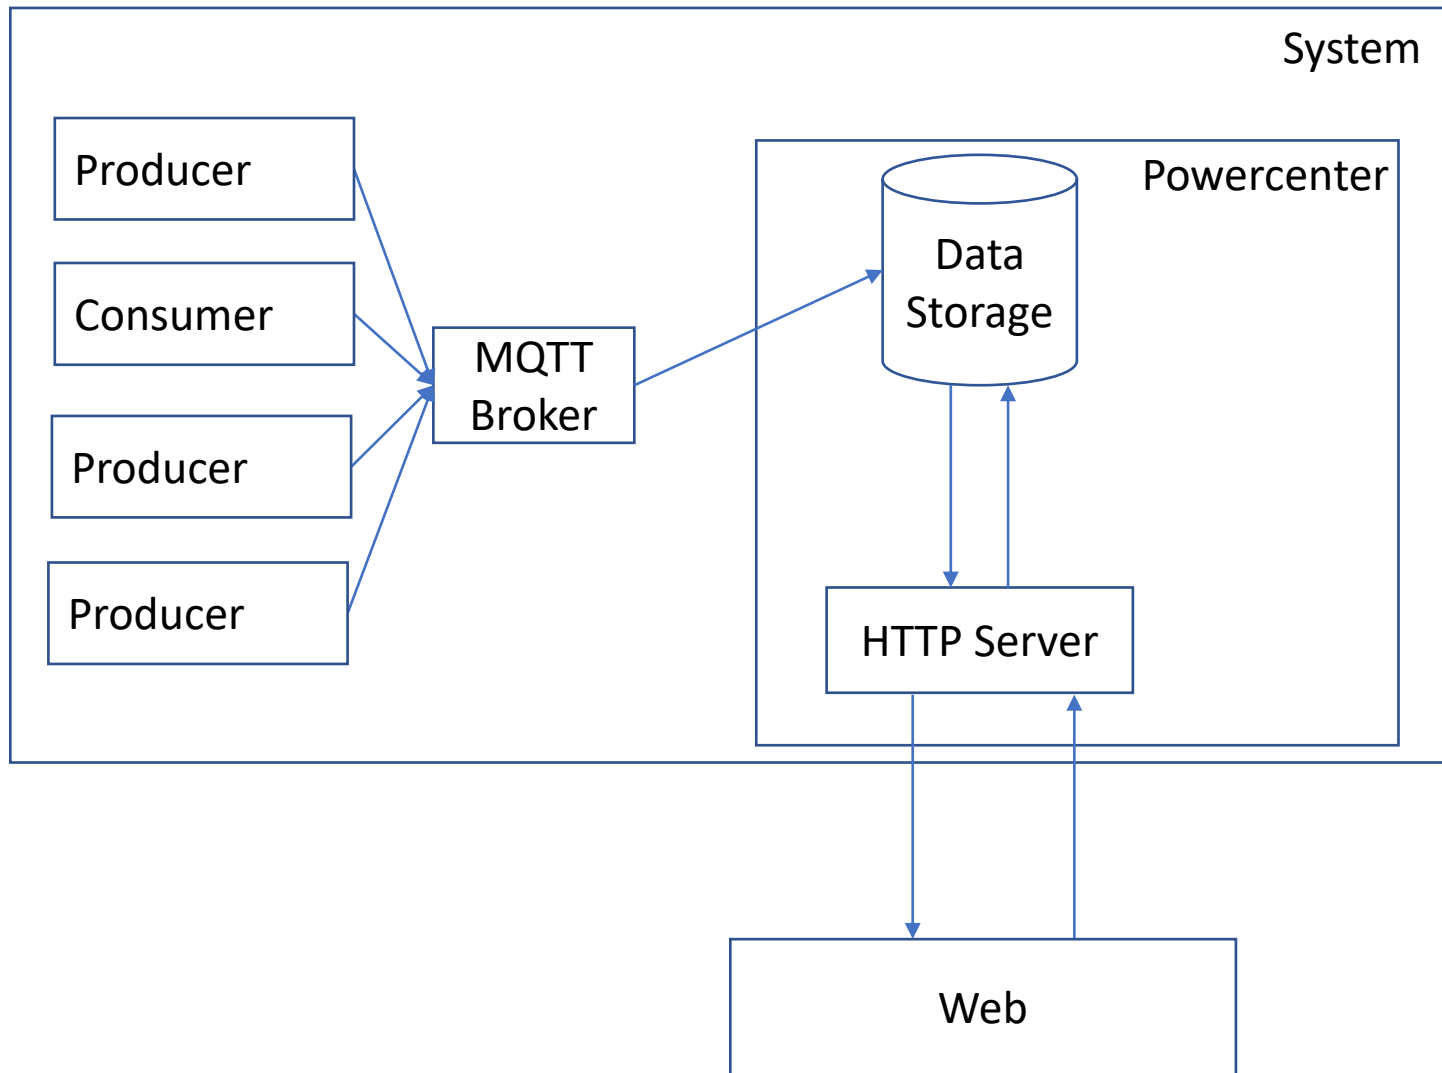 System
Producer
Powercenter
Data
Storage
Consumer
MQTT
Broker
Producer
Producer
HTTP Server
Web